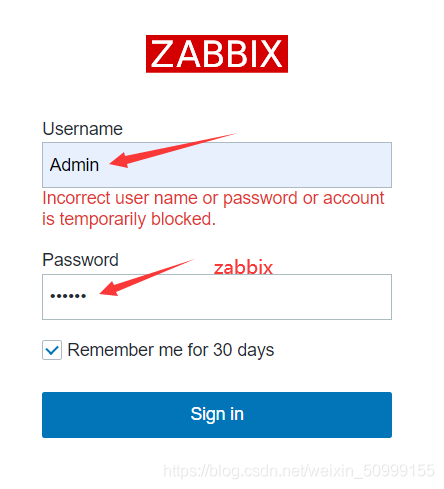 ZABBIX
Username
Admin
Incorrect user name or password or account
is temporarily blocked.
Password
zabbix
••••••
Remember me for 30 days
Sign in
https://blog.csdn.net/weixin_50999155